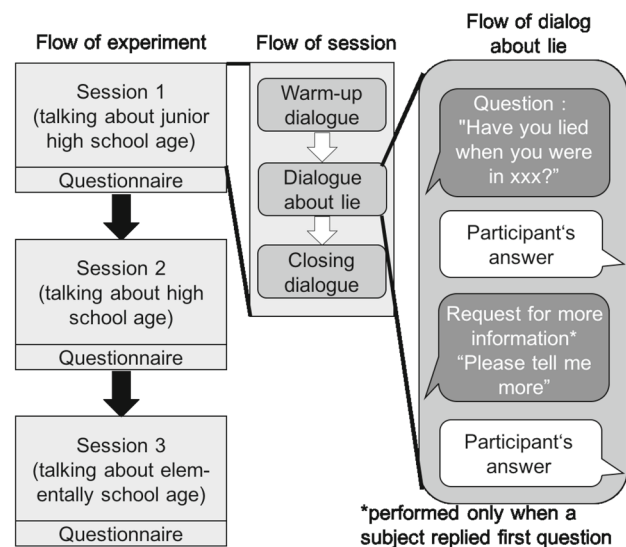 Flow of experiment
Session 1
(talking about junior
high school age)
Questionnaire
Session 2
(talking about high
school age)
Questionnaire
Session 3
(talking about elem-
entally school age)
Questionnaire
Flow of session
Warm-up
dialogue
Dialogue
about lie
Closing
dialogue
Flow of dialog
about lie
Question :
"Have you lied
when you were
in xxx?”
Participant‘s
answer
Request for more
information*
“Please tell me
more”
Participant's
answer
*performed only when a
subject replied first question